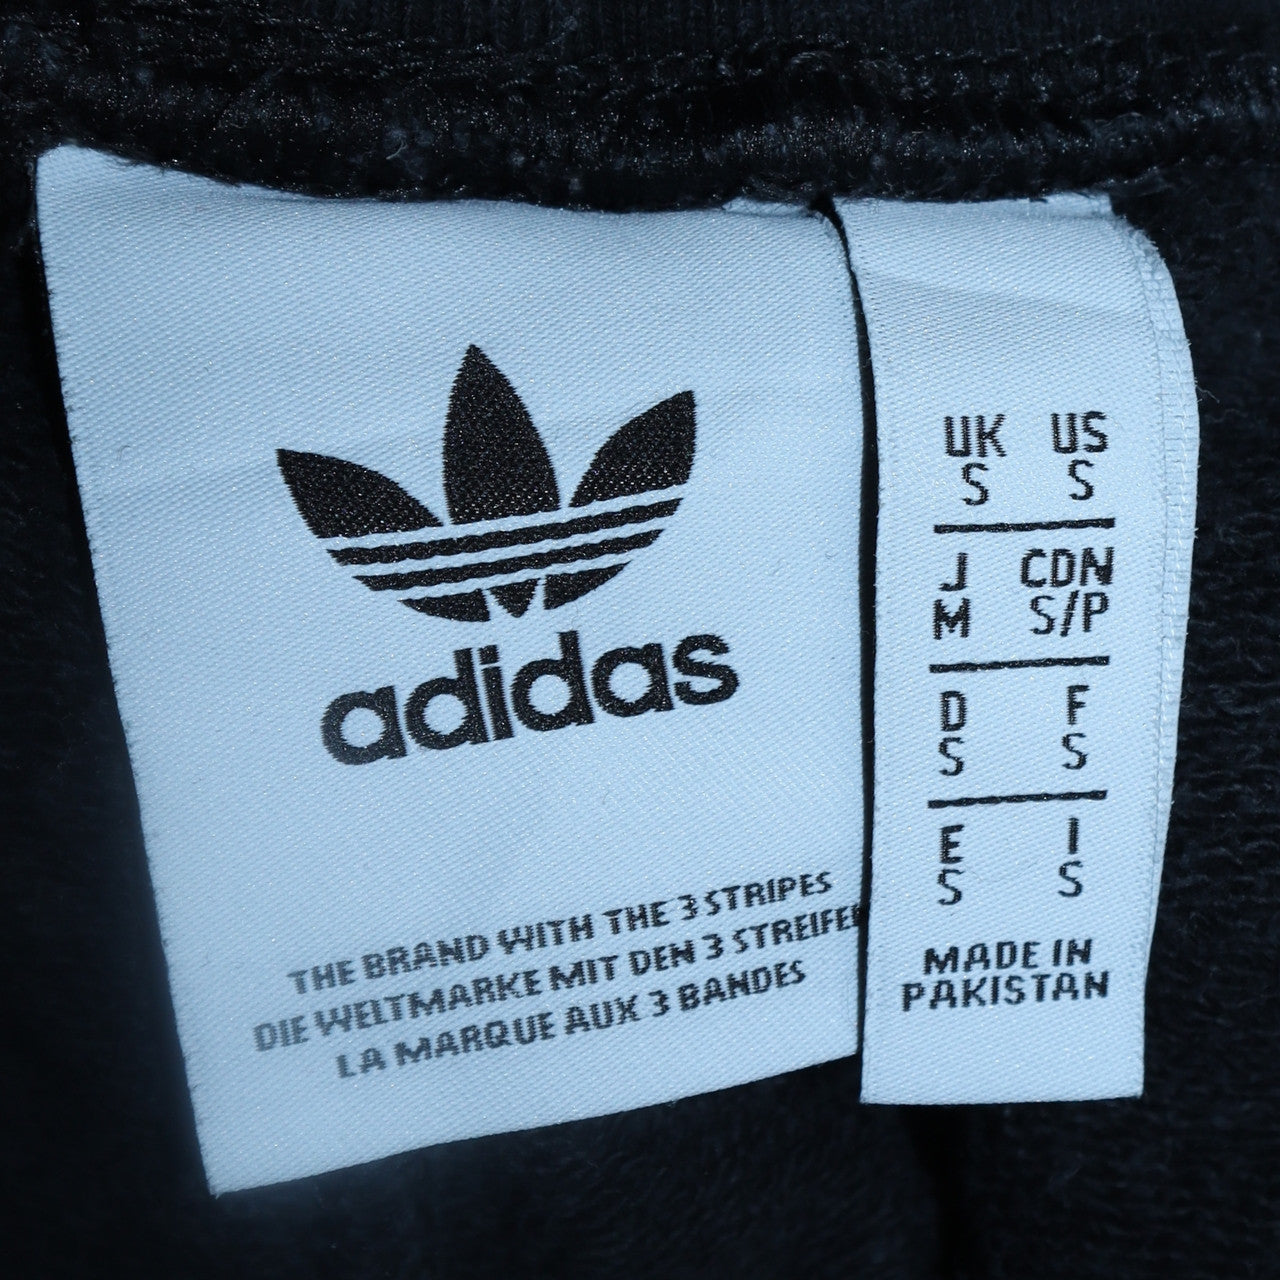 adidas
THE BRAND WITH THE 3 STRIPES
DIE WELTMARKE MIT DEN 3 STREIFE
LA MARQUE AUX 3 BANDES
UK US
S S
J CDN
M S/P
D F
S S
E I
S S
MADE IN
PAKISTAN